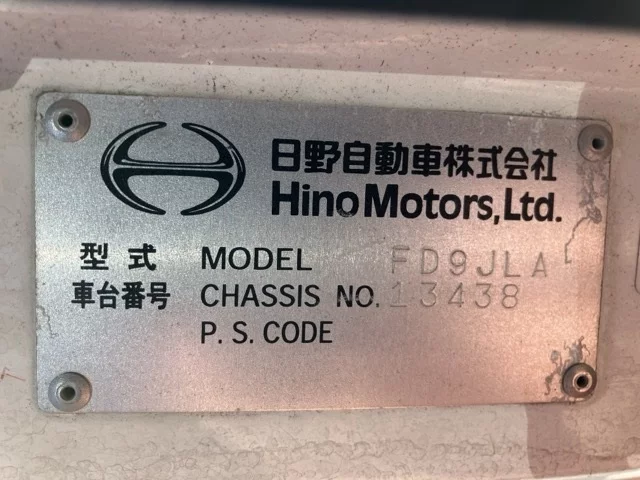 日野自動車株式会社
Hino Motors, Ltd.
型式 MODEL FD9JLA
車台番号 CHASSIS NO. 13438
P. S. CODE